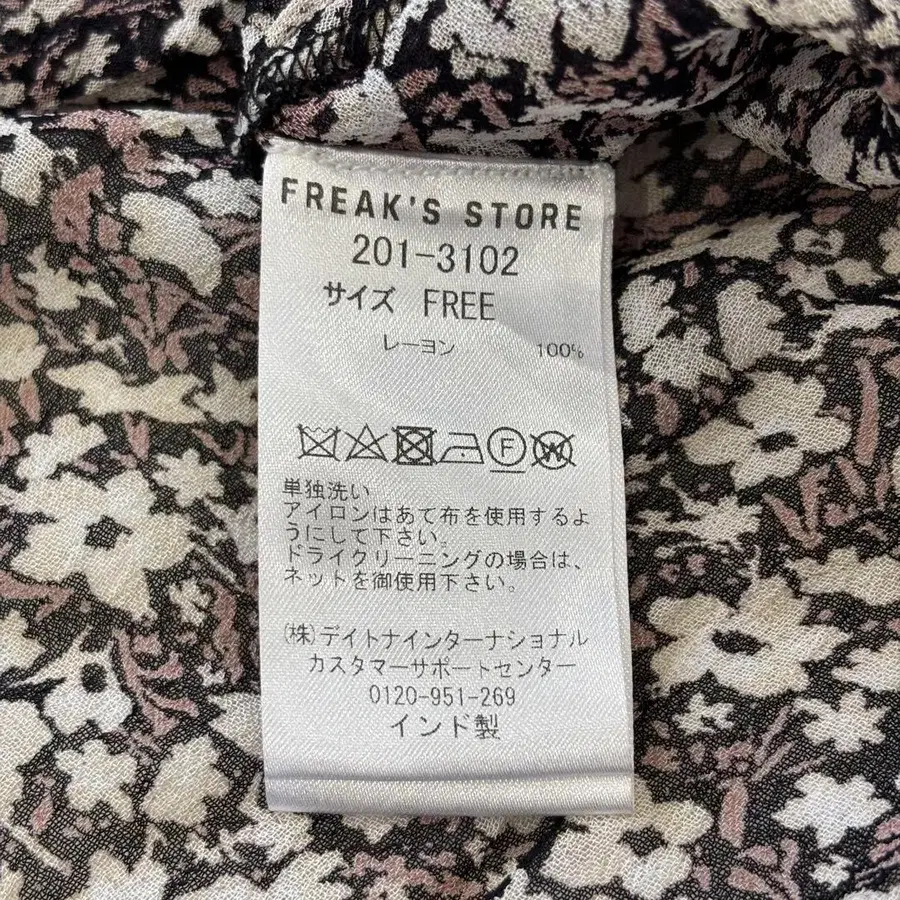 FREAK'S STORE
201-3102
サイズ FREE
レーヨン 100%
F W
単独洗い
アイロンはあて布を使用するよ
うにして下さい。
ドライクリーニングの場合は、
ネットを御使用下さい。
(株)デイトナインターナショナル
カスタマーサポートセンター
0120-951-269
インド製